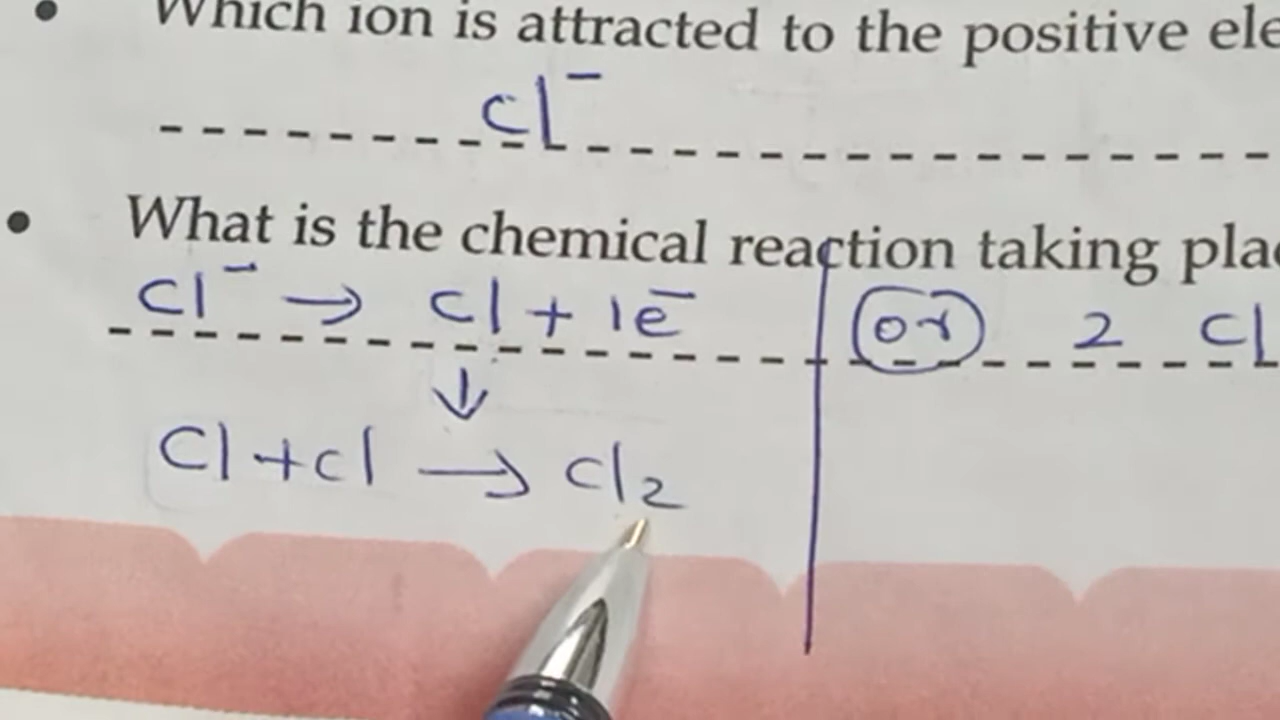 Which ion is attracted to the positive ele
Cl⁻
What is the chemical reaction taking plac
Cl⁻ → Cl + 1e⁻ or 2 Cl
↓
Cl + Cl → Cl₂